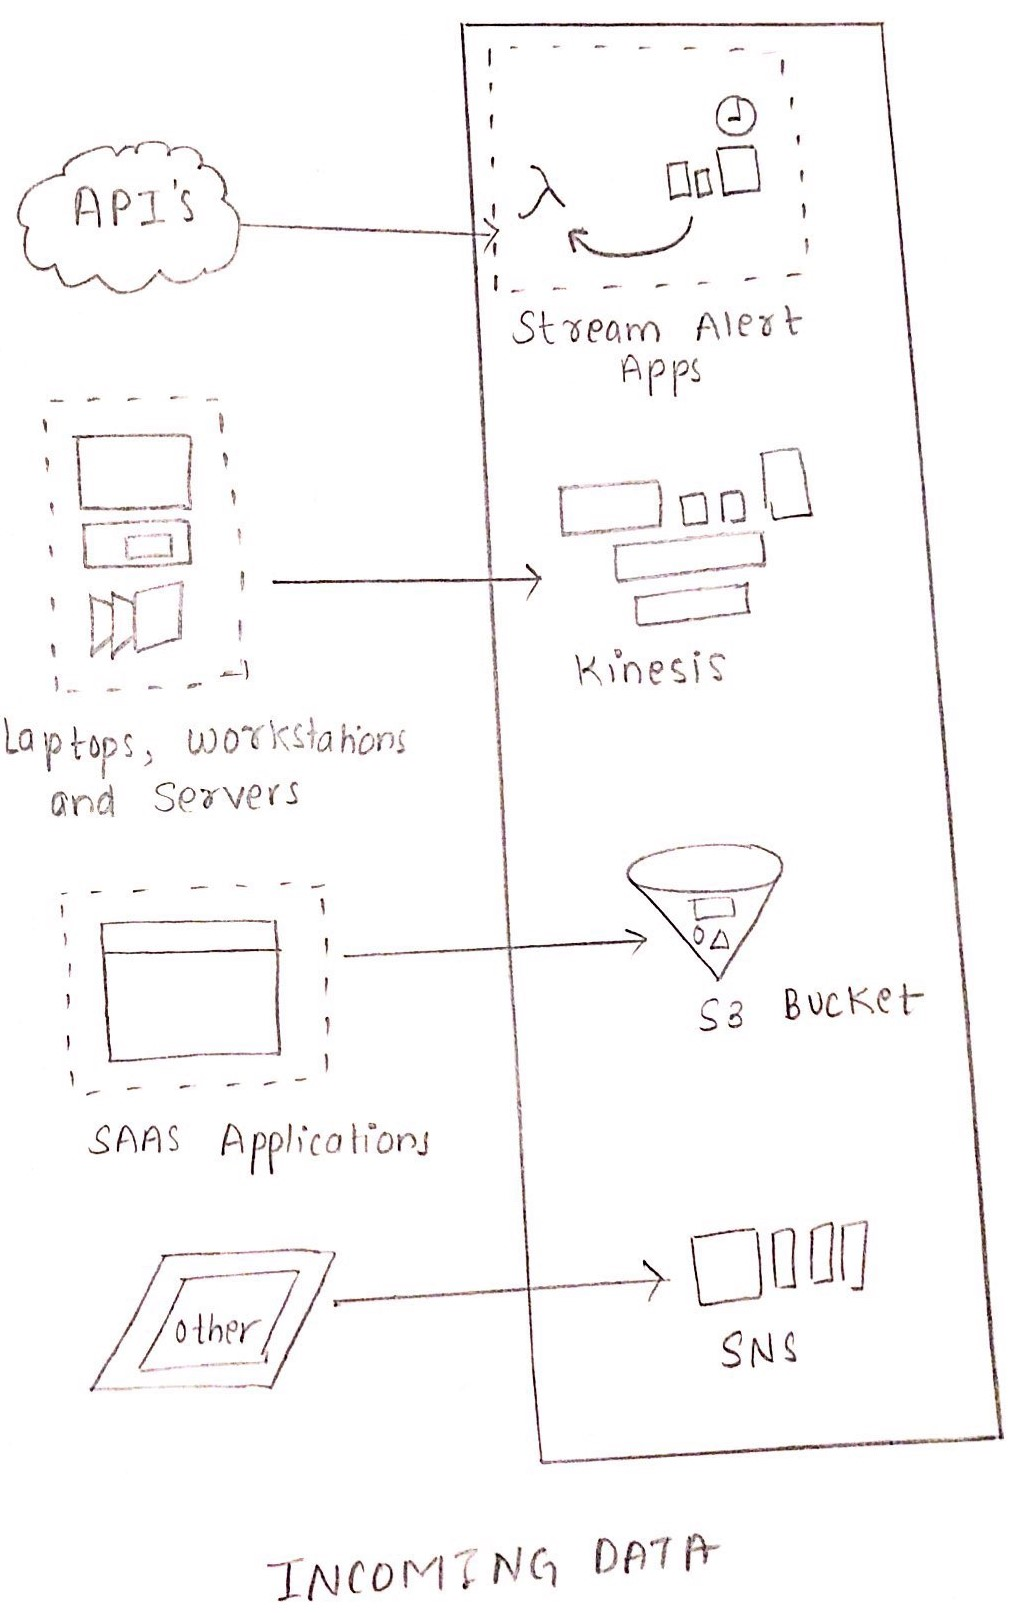 API's
Stream Alert
Apps
Kinesis
Laptops, workstations
and Servers
S3 Bucket
SAAS Applications
other
SNS
INCOMING DATA